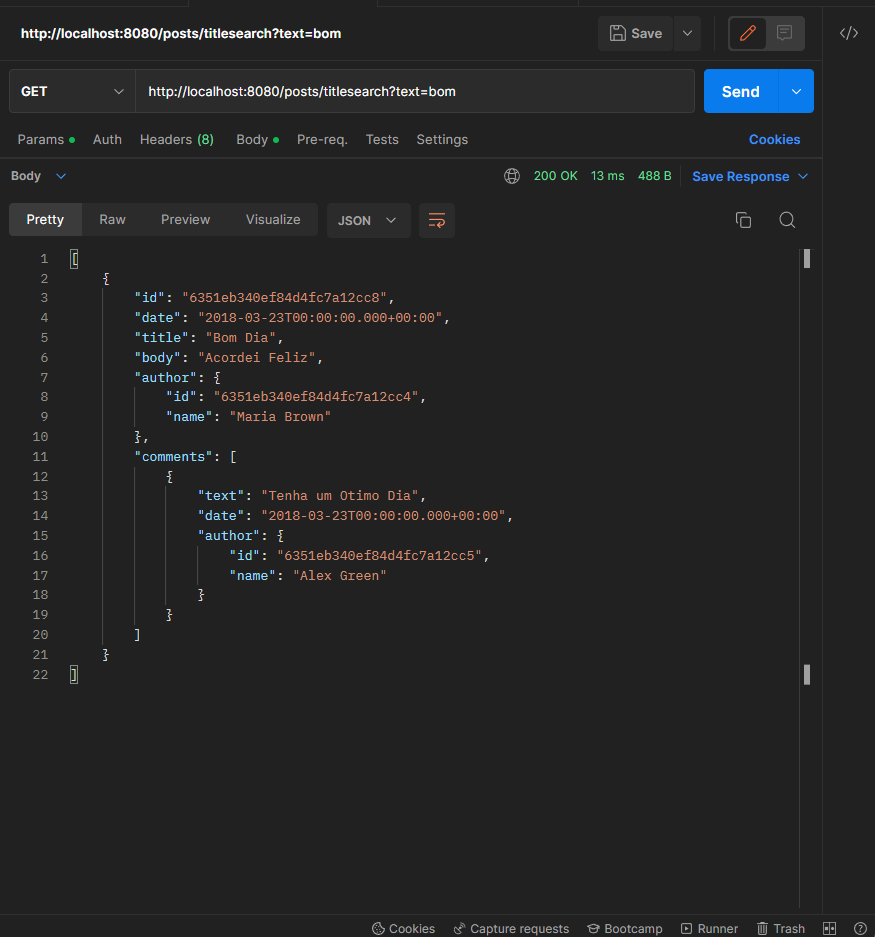 http://localhost:8080/posts/titlesearch?text=bom Save </>
GET http://localhost:8080/posts/titlesearch?text=bom Send
Params Auth Headers (8) Body Pre-req. Tests Settings Cookies
Body 200 OK 13 ms 488 B Save Response
Pretty Raw Preview Visualize JSON
1 [
2 {
3 "id": "6351eb340ef84d4fc7a12cc8",
4 "date": "2018-03-23T00:00:00.000+00:00",
5 "title": "Bom Dia",
6 "body": "Acordei Feliz",
7 "author": {
8 "id": "6351eb340ef84d4fc7a12cc4",
9 "name": "Maria Brown"
10 },
11 "comments": [
12 {
13 "text": "Tenha um Otimo Dia",
14 "date": "2018-03-23T00:00:00.000+00:00",
15 "author": {
16 "id": "6351eb340ef84d4fc7a12cc5",
17 "name": "Alex Green"
18 }
19 }
20 ]
21 }
22 ]
Cookies Capture requests Bootcamp Runner Trash